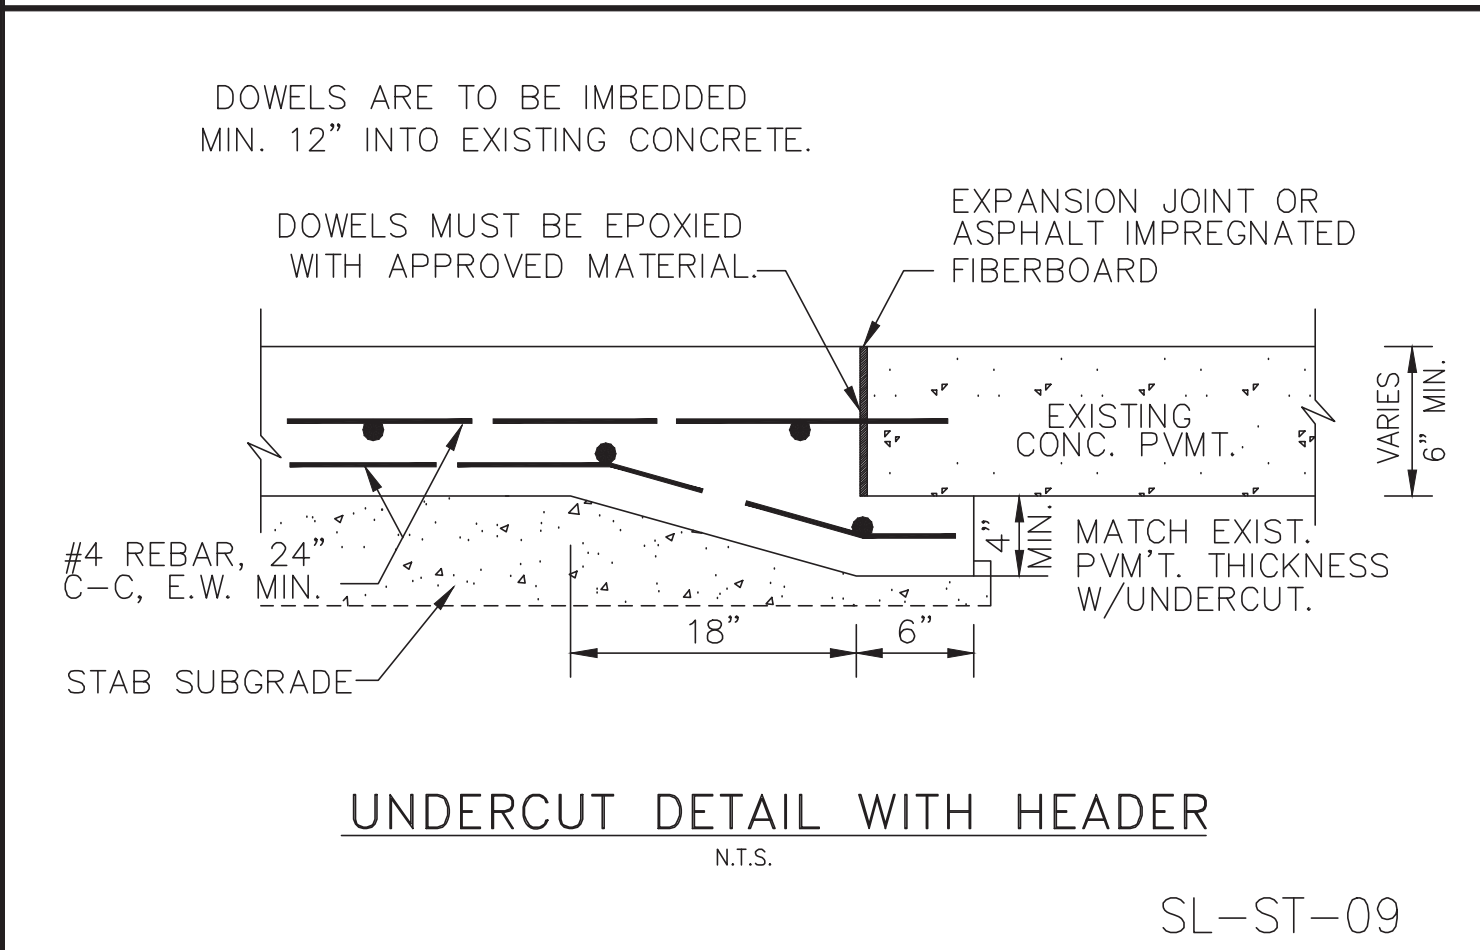 DOWELS ARE TO BE IMBEDDED
MIN. 12" INTO EXISTING CONCRETE.
DOWELS MUST BE EPOXIED
WITH APPROVED MATERIAL.
EXPANSION JOINT OR
ASPHALT IMPREGNATED
FIBERBOARD
EXISTING
CONC. PVMT.
VARIES
6" MIN.
#4 REBAR, 24"
C-C, E.W. MIN.
4"
MIN.
MATCH EXIST.
PVM'T. THICKNESS
W/UNDERCUT.
18"
6"
STAB SUBGRADE
UNDERCUT DETAIL WITH HEADER
N.T.S.
SL-ST-09